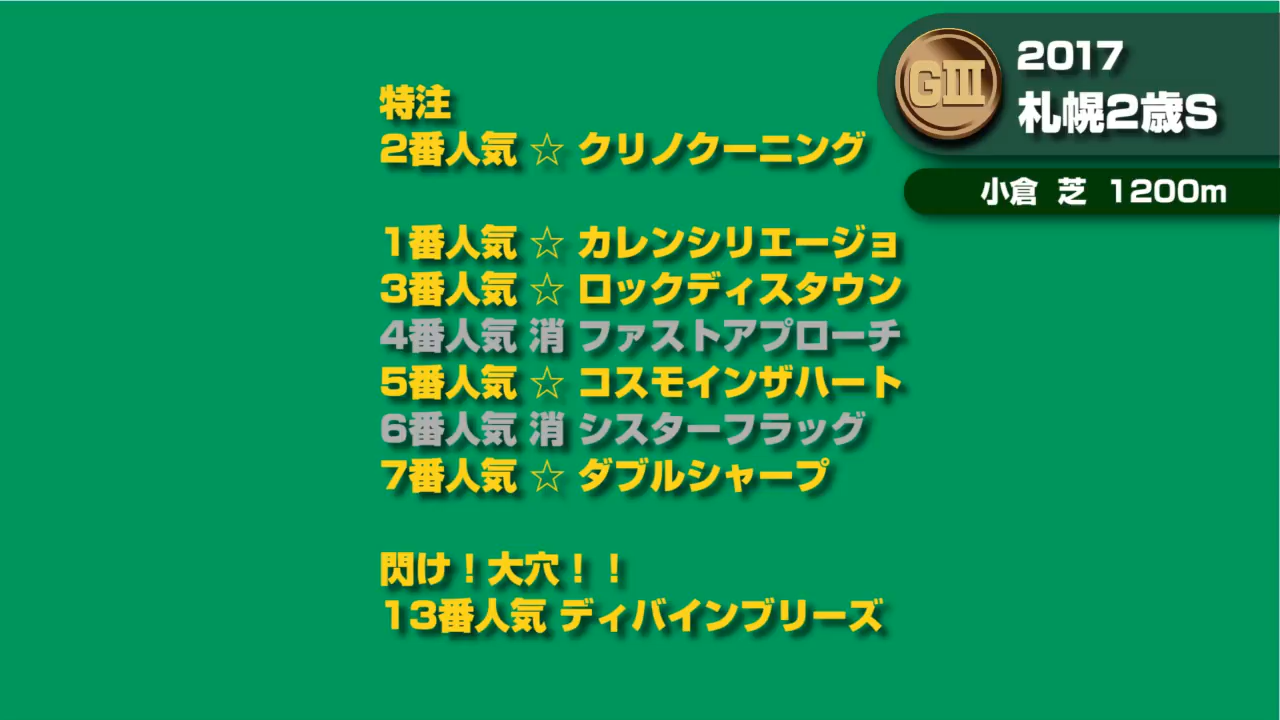 GIII
2017
札幌2歳S
小倉 芝 1200m
特注
2番人気 ☆ クリノクーニング
1番人気 ☆ カレンシリエージョ
3番人気 ☆ ロックディスタウン
4番人気 消 ファストアプローチ
5番人気 ☆ コスモインザハート
6番人気 消 シスターフラッグ
7番人気 ☆ ダブルシャープ
閃け！大穴！！
13番人気 ディバインブリーズ